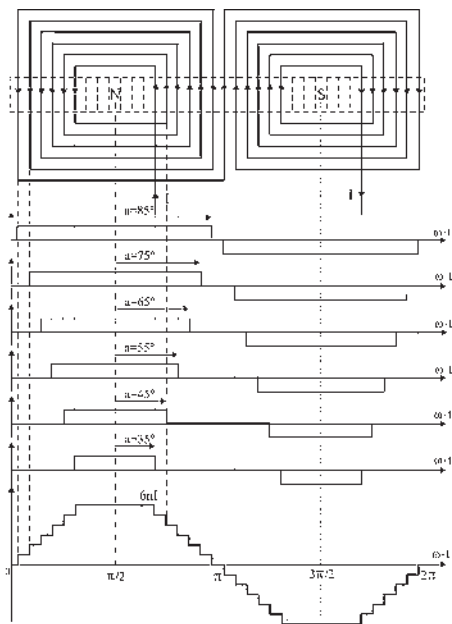 N S
I I
α=85°
ω·t
α=75°
ω·t
α=65°
ω·t
α=55°
ω·t
α=45°
ω·t
α=35°
ω·t
6nI
ω·t
0 π/2 π 3π/2 2π